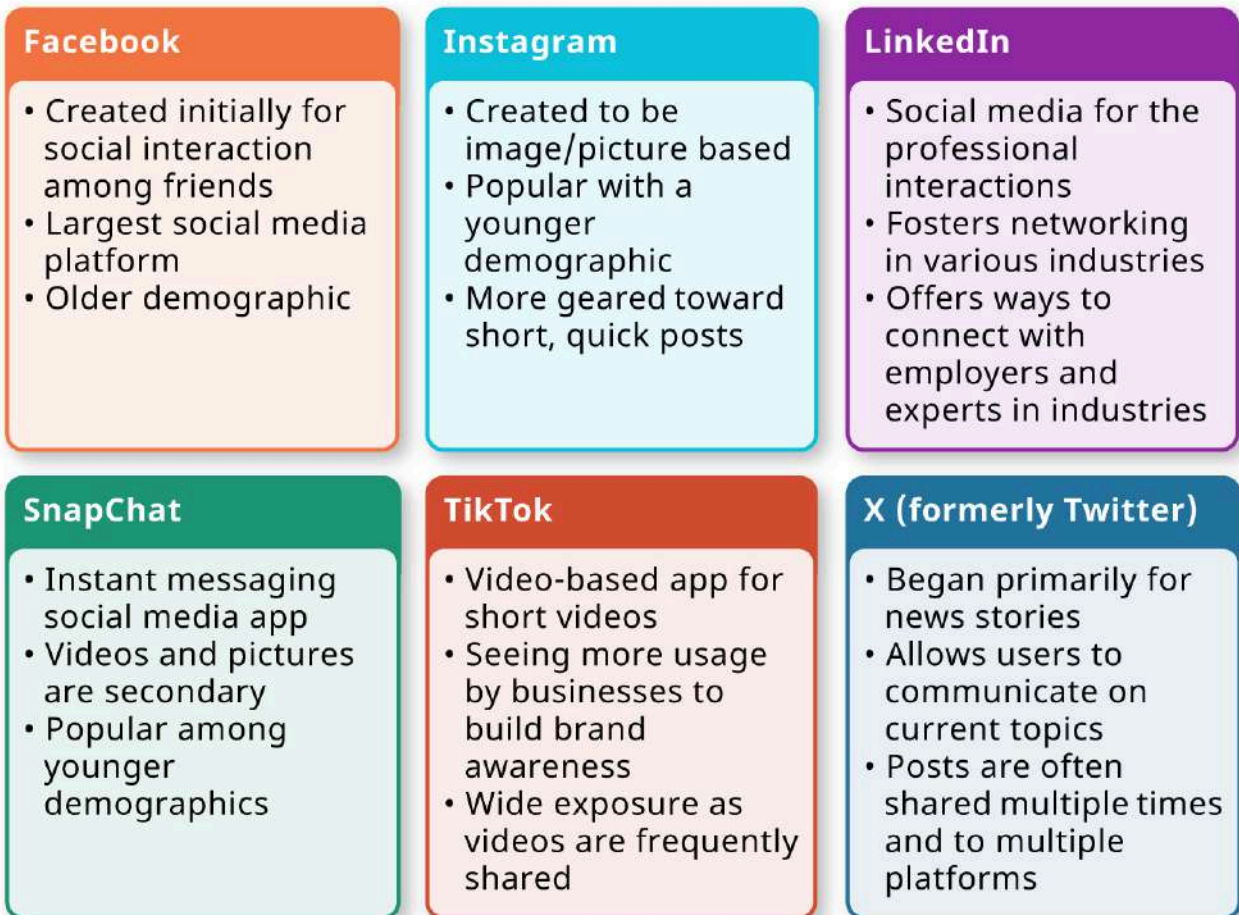 Facebook
• Created initially for
social interaction
among friends
• Largest social media
platform
• Older demographic
Instagram
• Created to be
image/picture based
• Popular with a
younger
demographic
• More geared toward
short, quick posts
LinkedIn
• Social media for the
professional
interactions
• Fosters networking
in various industries
• Offers ways to
connect with
employers and
experts in industries
SnapChat
• Instant messaging
social media app
• Videos and pictures
are secondary
• Popular among
younger
demographics
TikTok
• Video-based app for
short videos
• Seeing more usage
by businesses to
build brand
awareness
• Wide exposure as
videos are frequently
shared
X (formerly Twitter)
• Began primarily for
news stories
• Allows users to
communicate on
current topics
• Posts are often
shared multiple times
and to multiple
platforms